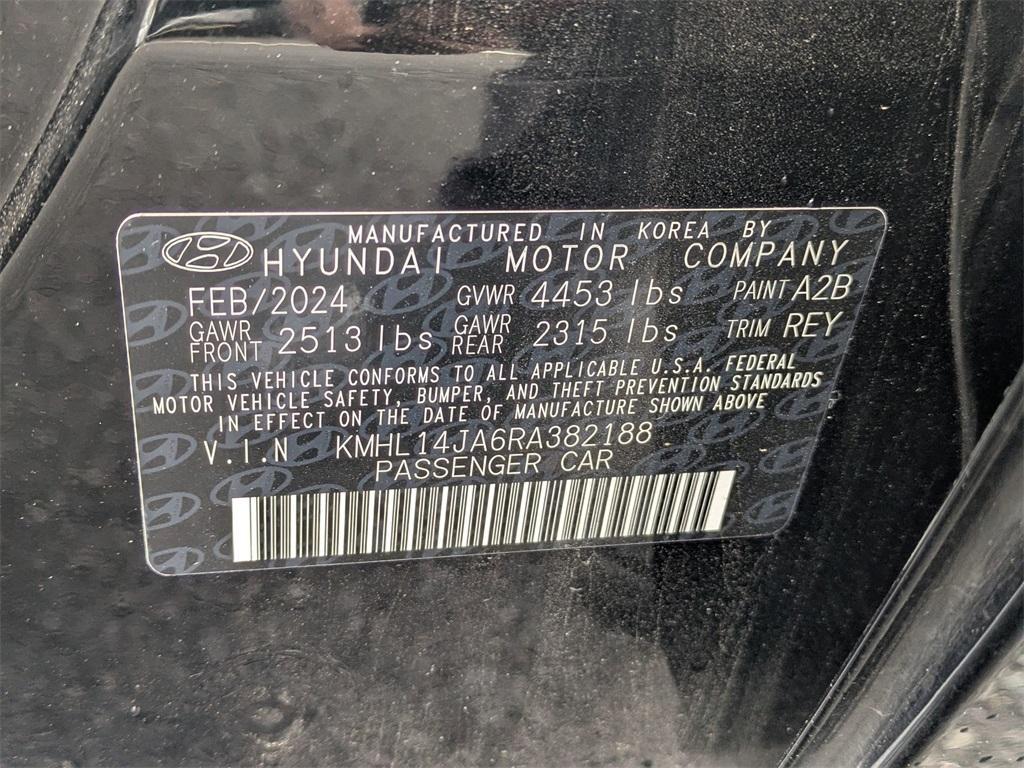 MANUFACTURED IN KOREA BY
HYUNDAI MOTOR COMPANY
FEB/2024 GVWR 4453 lbs PAINT A2B
GAWR FRONT 2513 lbs GAWR REAR 2315 lbs TRIM REY
THIS VEHICLE CONFORMS TO ALL APPLICABLE U.S.A. FEDERAL
MOTOR VEHICLE SAFETY, BUMPER, AND THEFT PREVENTION STANDARDS
IN EFFECT ON THE DATE OF MANUFACTURE SHOWN ABOVE
V.I.N KMHL14JA6RA382188
PASSENGER CAR